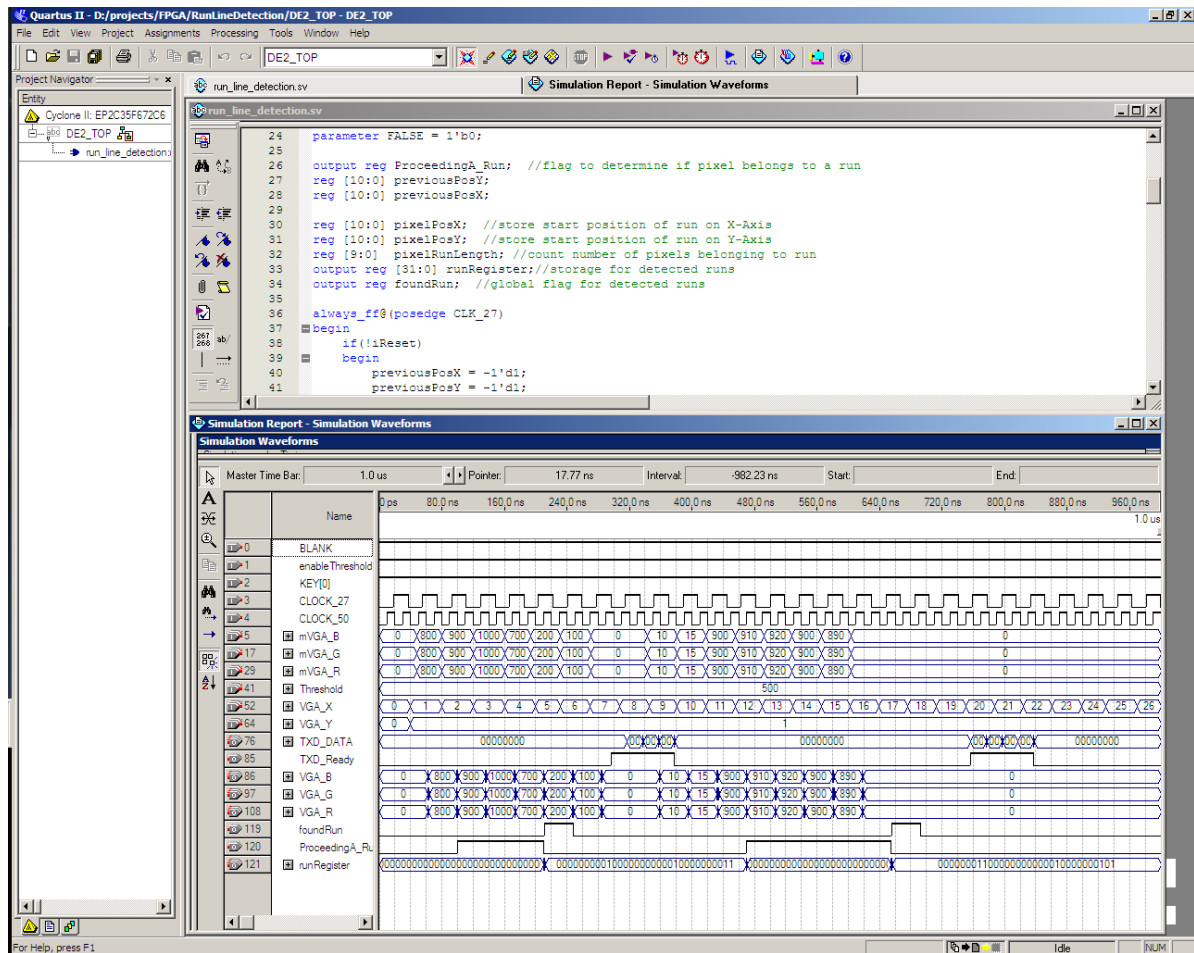 Quartus II - D:/projects/FPGA/RunLineDetection/DE2_TOP - DE2_TOP
File Edit View Project Assignments Processing Tools Window Help
DE2_TOP
Project Navigator
run_line_detection.sv
Simulation Report - Simulation Waveforms
Entity
Cyclone II: EP2C35F672C6
DE2_TOP
run_line_detection:
run_line_detection.sv
24 parameter FALSE = 1'b0;
25
26 output reg ProceedingA_Run; //flag to determine if pixel belongs to a run
27 reg [10:0] previousPosY;
28 reg [10:0] previousPosX;
29
30 reg [10:0] pixelPosX; //store start position of run on X-Axis
31 reg [10:0] pixelPosY; //store start position of run on Y-Axis
32 reg [9:0] pixelRunLength; //count number of pixels belonging to run
33 output reg [31:0] runRegister;//storage for detected runs
34 output reg foundRun; //global flag for detected runs
35
36 always_ff@(posedge CLK_27)
37 begin
38 if(!iReset)
39 begin
40 previousPosX = -1'd1;
41 previousPosY = -1'd1;
267 268 ab/
Simulation Report - Simulation Waveforms
Simulation Waveforms
Master Time Bar: 1.0 us Pointer: 17.77 ns Interval: -982.23 ns Start: End:
Name
0 ps 80.0 ns 160.0 ns 240.0 ns 320.0 ns 400.0 ns 480.0 ns 560.0 ns 640.0 ns 720.0 ns 800.0 ns 880.0 ns 960.0 ns
1.0 us
0 BLANK
1 enableThreshold
2 KEY[0]
3 CLOCK_27
4 CLOCK_50
5 mVGA_B 0 800 900 1000 700 200 100 0 10 15 900 910 920 900 890 0
17 mVGA_G 0 800 900 1000 700 200 100 0 10 15 900 910 920 900 890 0
29 mVGA_R 0 800 900 1000 700 200 100 0 10 15 900 910 920 900 890 0
41 Threshold 500
52 VGA_X 0 1 2 3 4 5 6 7 8 9 10 11 12 13 14 15 16 17 18 19 20 21 22 23 24 25 26
64 VGA_Y 0 1
76 TXD_DATA 00000000 00 00 00 00000000 00 00 00 00 00000000
85 TXD_Ready
86 VGA_B 0 800 900 1000 700 200 100 0 10 15 900 910 920 900 890 0
97 VGA_G 0 800 900 1000 700 200 100 0 10 15 900 910 920 900 890 0
108 VGA_R 0 800 900 1000 700 200 100 0 10 15 900 910 920 900 890 0
119 foundRun
120 ProceedingA_Ru
121 runRegister
For Help, press F1
Idle NUM